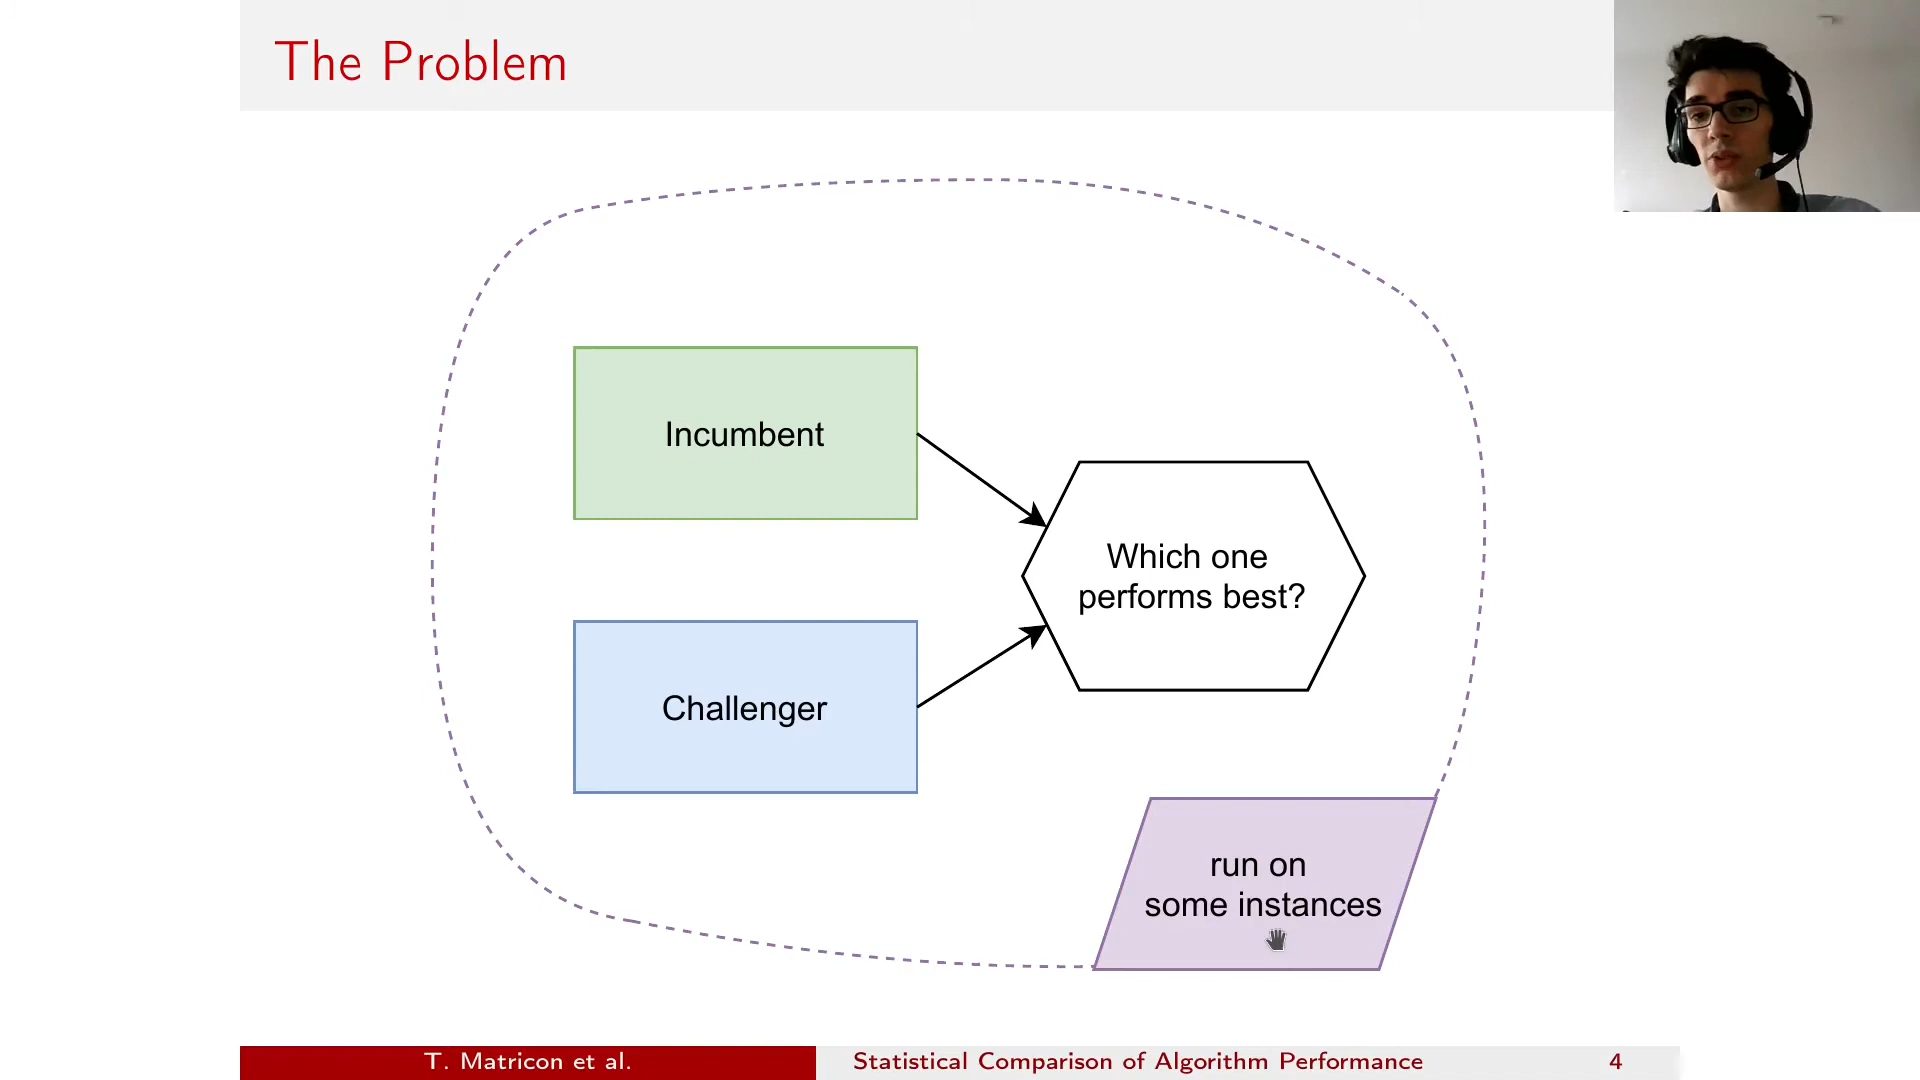 The Problem
Incumbent
Which one
performs best?
Challenger
run on
some instances
T. Matricon et al.
Statistical Comparison of Algorithm Performance
4